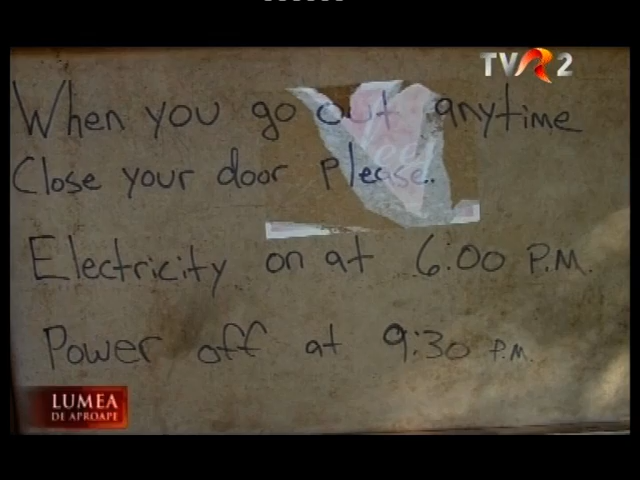 TVR2
When you go out anytime
Close your door please.
Electricity on at 6:00 P.M.
Power off at 9:30 P.M.
LUMEA
DE APROAPE